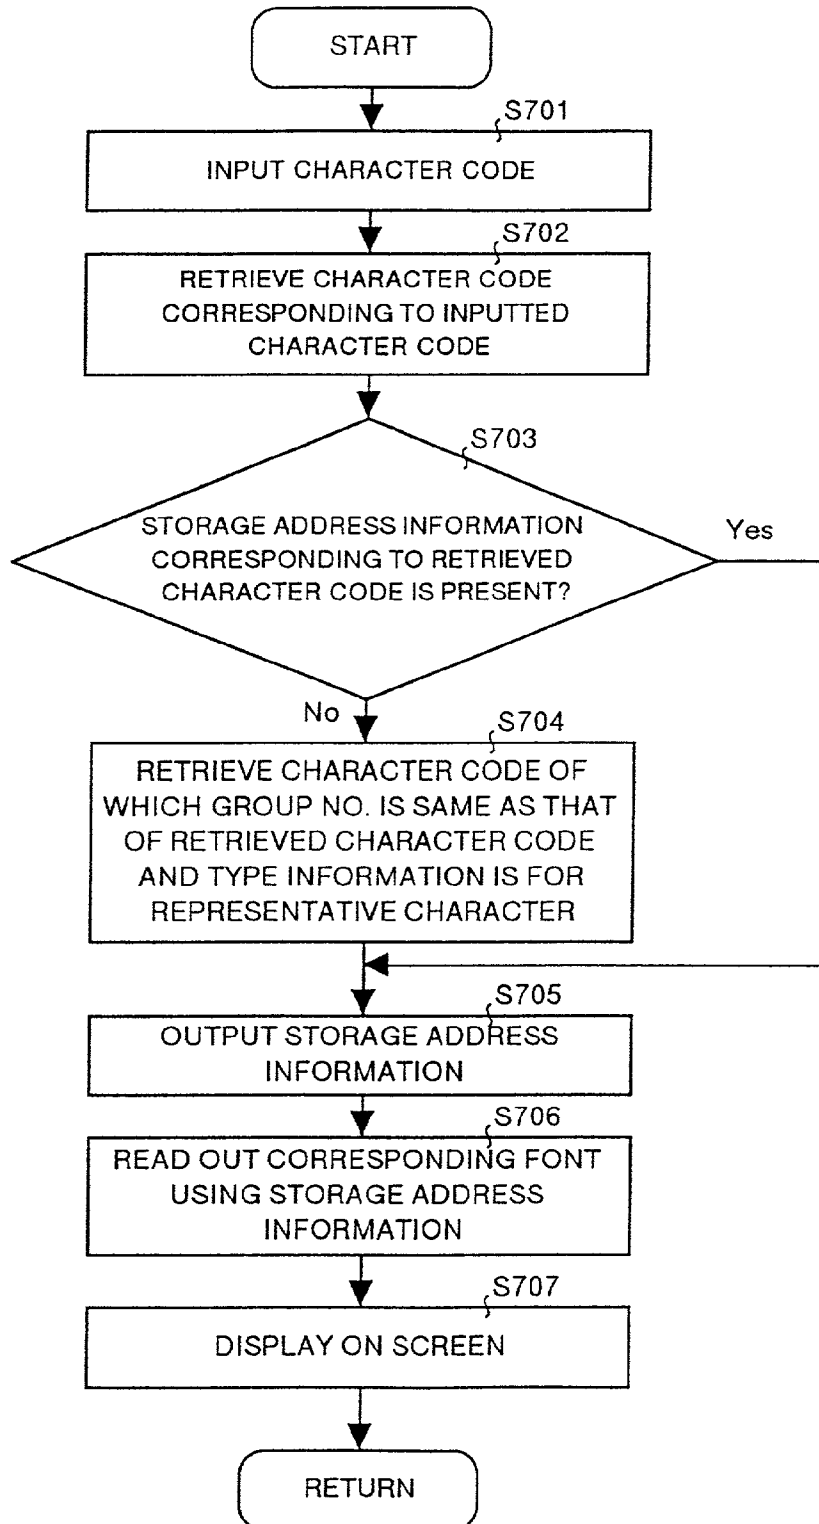 START
S701
INPUT CHARACTER CODE
S702
RETRIEVE CHARACTER CODE
CORRESPONDING TO INPUTTED
CHARACTER CODE
S703
STORAGE ADDRESS INFORMATION
CORRESPONDING TO RETRIEVED
CHARACTER CODE IS PRESENT?
Yes
No
S704
RETRIEVE CHARACTER CODE OF
WHICH GROUP NO. IS SAME AS THAT
OF RETRIEVED CHARACTER CODE
AND TYPE INFORMATION IS FOR
REPRESENTATIVE CHARACTER
S705
OUTPUT STORAGE ADDRESS
INFORMATION
S706
READ OUT CORRESPONDING FONT
USING STORAGE ADDRESS
INFORMATION
S707
DISPLAY ON SCREEN
RETURN